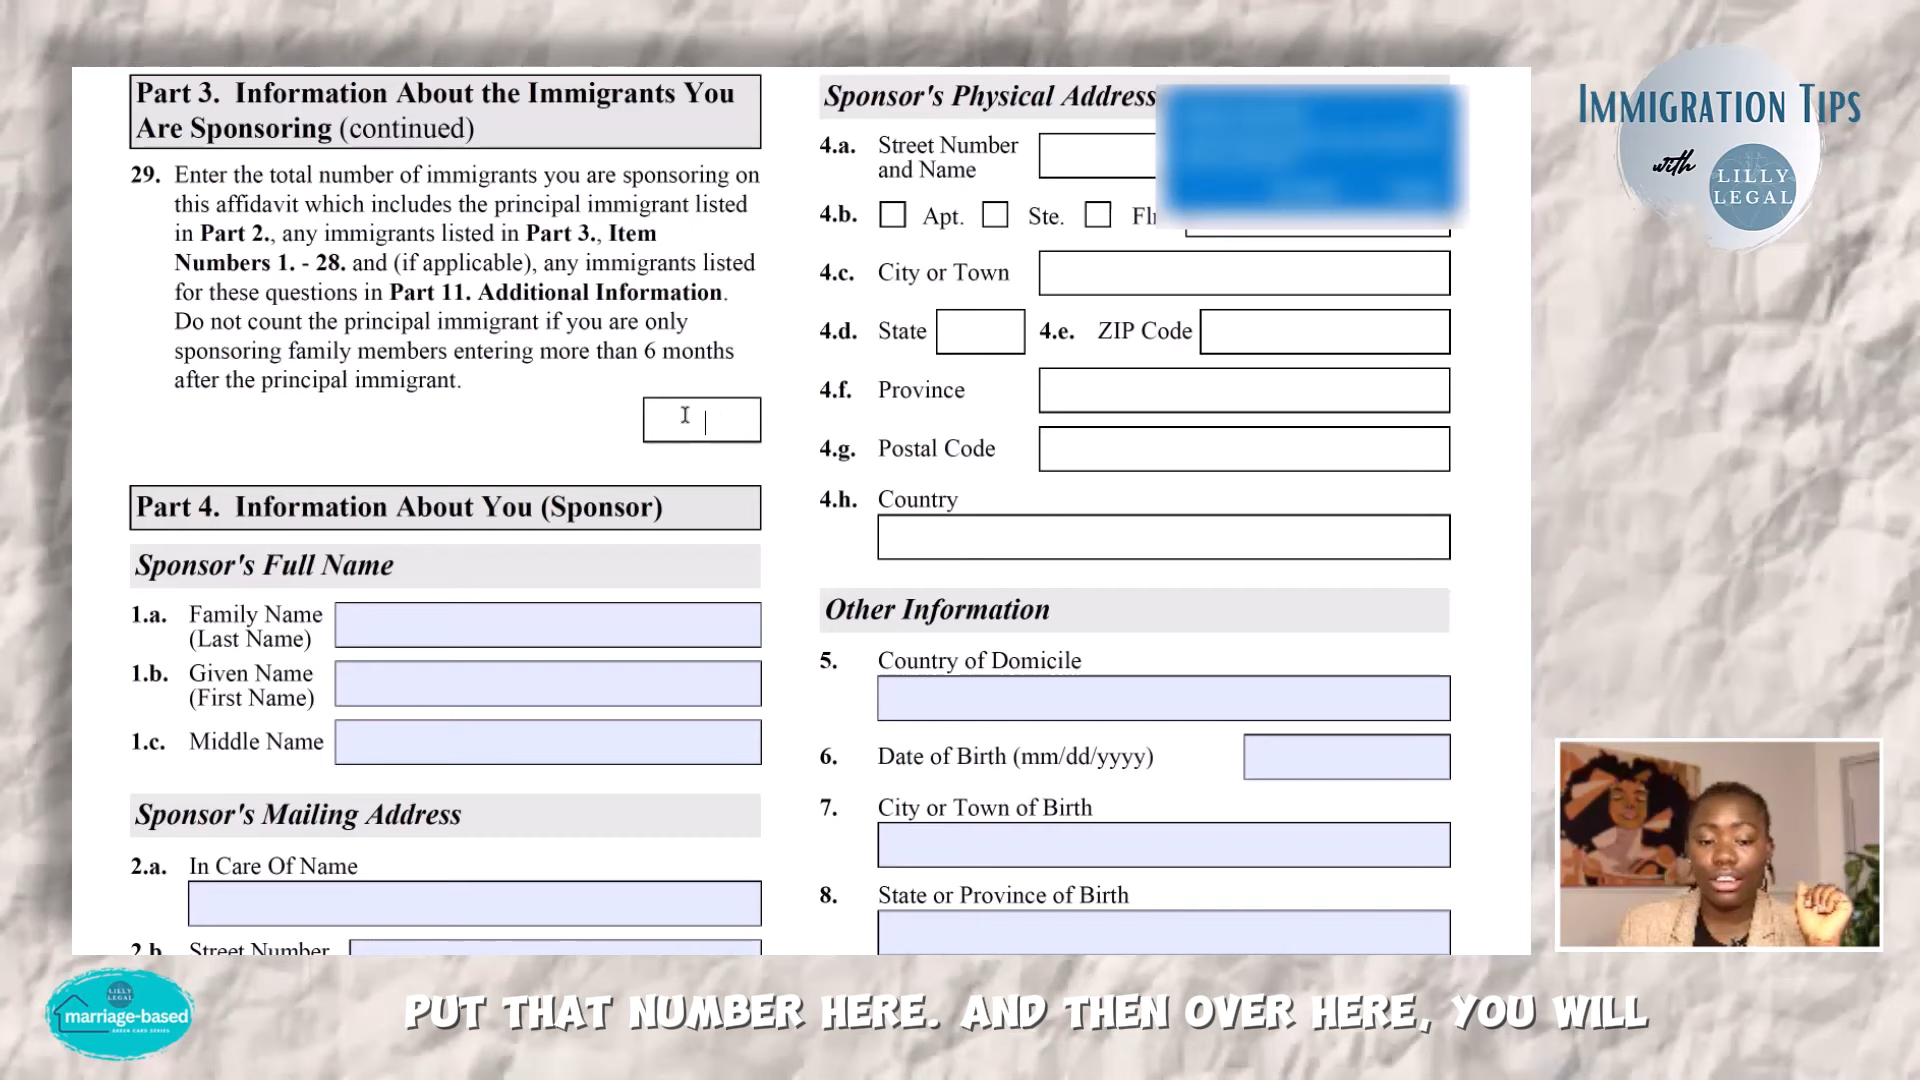 Part 3. Information About the Immigrants You
Are Sponsoring (continued)
29. Enter the total number of immigrants you are sponsoring on
this affidavit which includes the principal immigrant listed
in Part 2., any immigrants listed in Part 3., Item
Numbers 1. - 28. and (if applicable), any immigrants listed
for these questions in Part 11. Additional Information.
Do not count the principal immigrant if you are only
sponsoring family members entering more than 6 months
after the principal immigrant.
Part 4. Information About You (Sponsor)
Sponsor's Full Name
1.a. Family Name
(Last Name)
1.b. Given Name
(First Name)
1.c. Middle Name
Sponsor's Mailing Address
2.a. In Care Of Name
2.b. Street Number
Sponsor's Physical Address
4.a. Street Number
and Name
4.b. Apt. Ste. Flr
4.c. City or Town
4.d. State 4.e. ZIP Code
4.f. Province
4.g. Postal Code
4.h. Country
Other Information
5. Country of Domicile
6. Date of Birth (mm/dd/yyyy)
7. City or Town of Birth
8. State or Province of Birth
IMMIGRATION TIPS
with
LILLY
LEGAL
LILLY
LEGAL
marriage-based
GREEN CARD SERIES
PUT THAT NUMBER HERE. AND THEN OVER HERE, YOU WILL